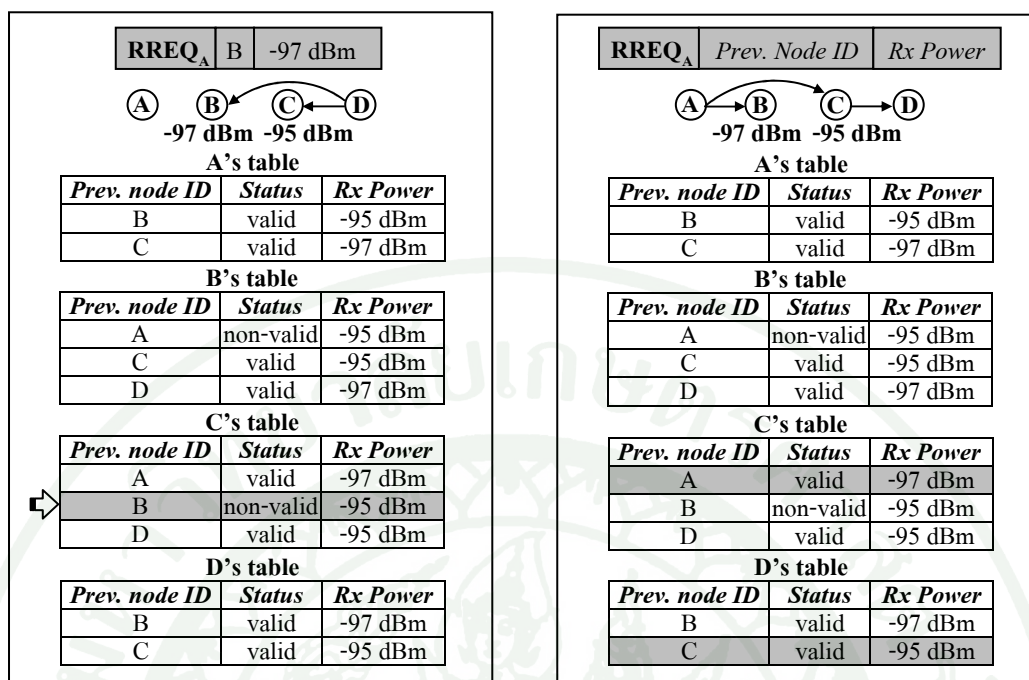 RREQA B -97 dBm
A B C D
-97 dBm -95 dBm
A's table
Prev. node ID Status Rx Power
B valid -95 dBm
C valid -97 dBm
B's table
Prev. node ID Status Rx Power
A non-valid -95 dBm
C valid -95 dBm
D valid -97 dBm
C's table
Prev. node ID Status Rx Power
A valid -97 dBm
B non-valid -95 dBm
D valid -95 dBm
D's table
Prev. node ID Status Rx Power
B valid -97 dBm
C valid -95 dBm
RREQA Prev. Node ID Rx Power
A B C D
-97 dBm -95 dBm
A's table
Prev. node ID Status Rx Power
B valid -95 dBm
C valid -97 dBm
B's table
Prev. node ID Status Rx Power
A non-valid -95 dBm
C valid -95 dBm
D valid -97 dBm
C's table
Prev. node ID Status Rx Power
A valid -97 dBm
B non-valid -95 dBm
D valid -95 dBm
D's table
Prev. node ID Status Rx Power
B valid -97 dBm
C valid -95 dBm